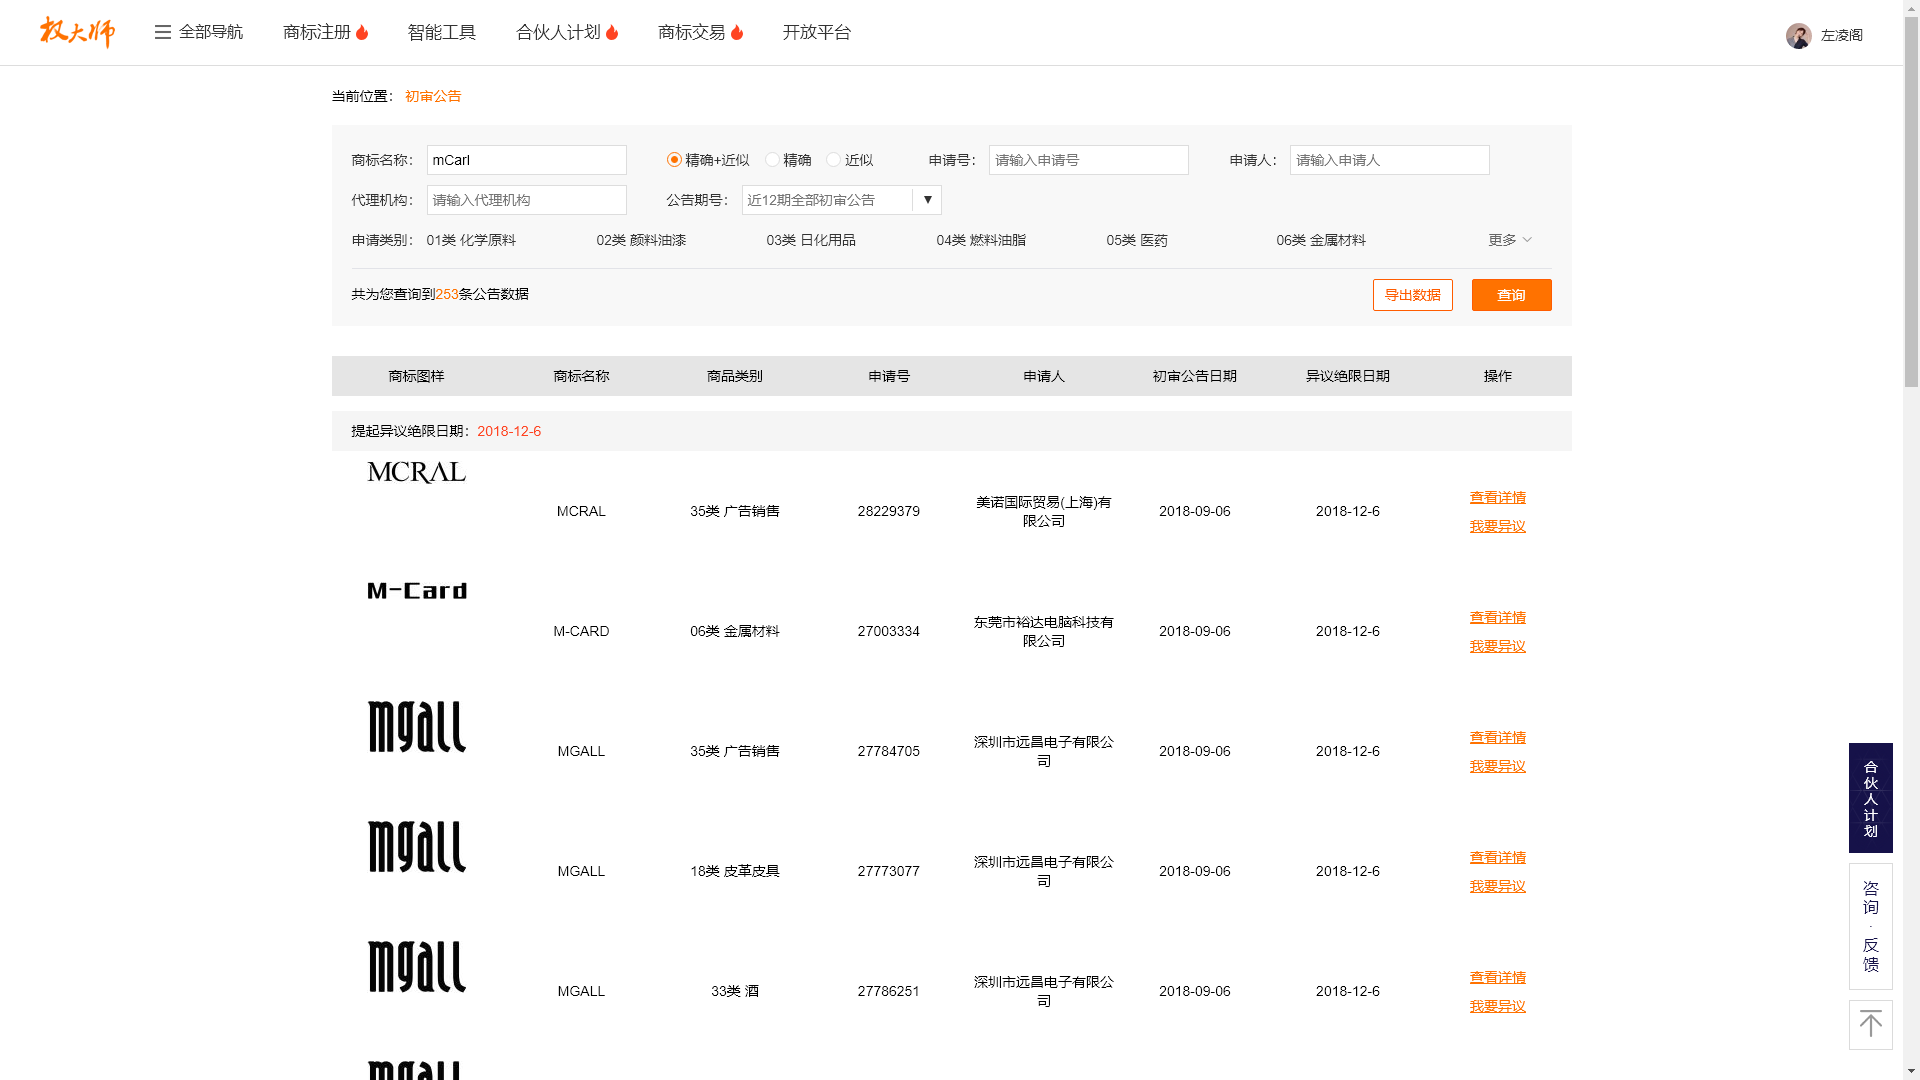 权大师
全部导航 商标注册 智能工具 合伙人计划 商标交易 开放平台 左凌阁
当前位置： 初审公告
商标名称： mCarl 精确+近似 精确 近似 申请号： 请输入申请号 申请人： 请输入申请人
代理机构： 请输入代理机构 公告期号： 近12期全部初审公告 ▼
申请类别： 01类 化学原料 02类 颜料油漆 03类 日化用品 04类 燃料油脂 05类 医药 06类 金属材料 更多
共为您查询到253条公告数据 导出数据 查询
商标图样 商标名称 商品类别 申请号 申请人 初审公告日期 异议绝限日期 操作
提起异议绝限日期：2018-12-6
MCRAL
MCRAL 35类 广告销售 28229379 美诺国际贸易(上海)有限公司 2018-09-06 2018-12-6 查看详情
我要异议
M-Card
M-CARD 06类 金属材料 27003334 东莞市裕达电脑科技有限公司 2018-09-06 2018-12-6 查看详情
我要异议
mgall
MGALL 35类 广告销售 27784705 深圳市远昌电子有限公司 2018-09-06 2018-12-6 查看详情
我要异议
mgall
MGALL 18类 皮革皮具 27773077 深圳市远昌电子有限公司 2018-09-06 2018-12-6 查看详情
我要异议
mgall
MGALL 33类 酒 27786251 深圳市远昌电子有限公司 2018-09-06 2018-12-6 查看详情
我要异议
mgall
合伙人计划
咨询·反馈